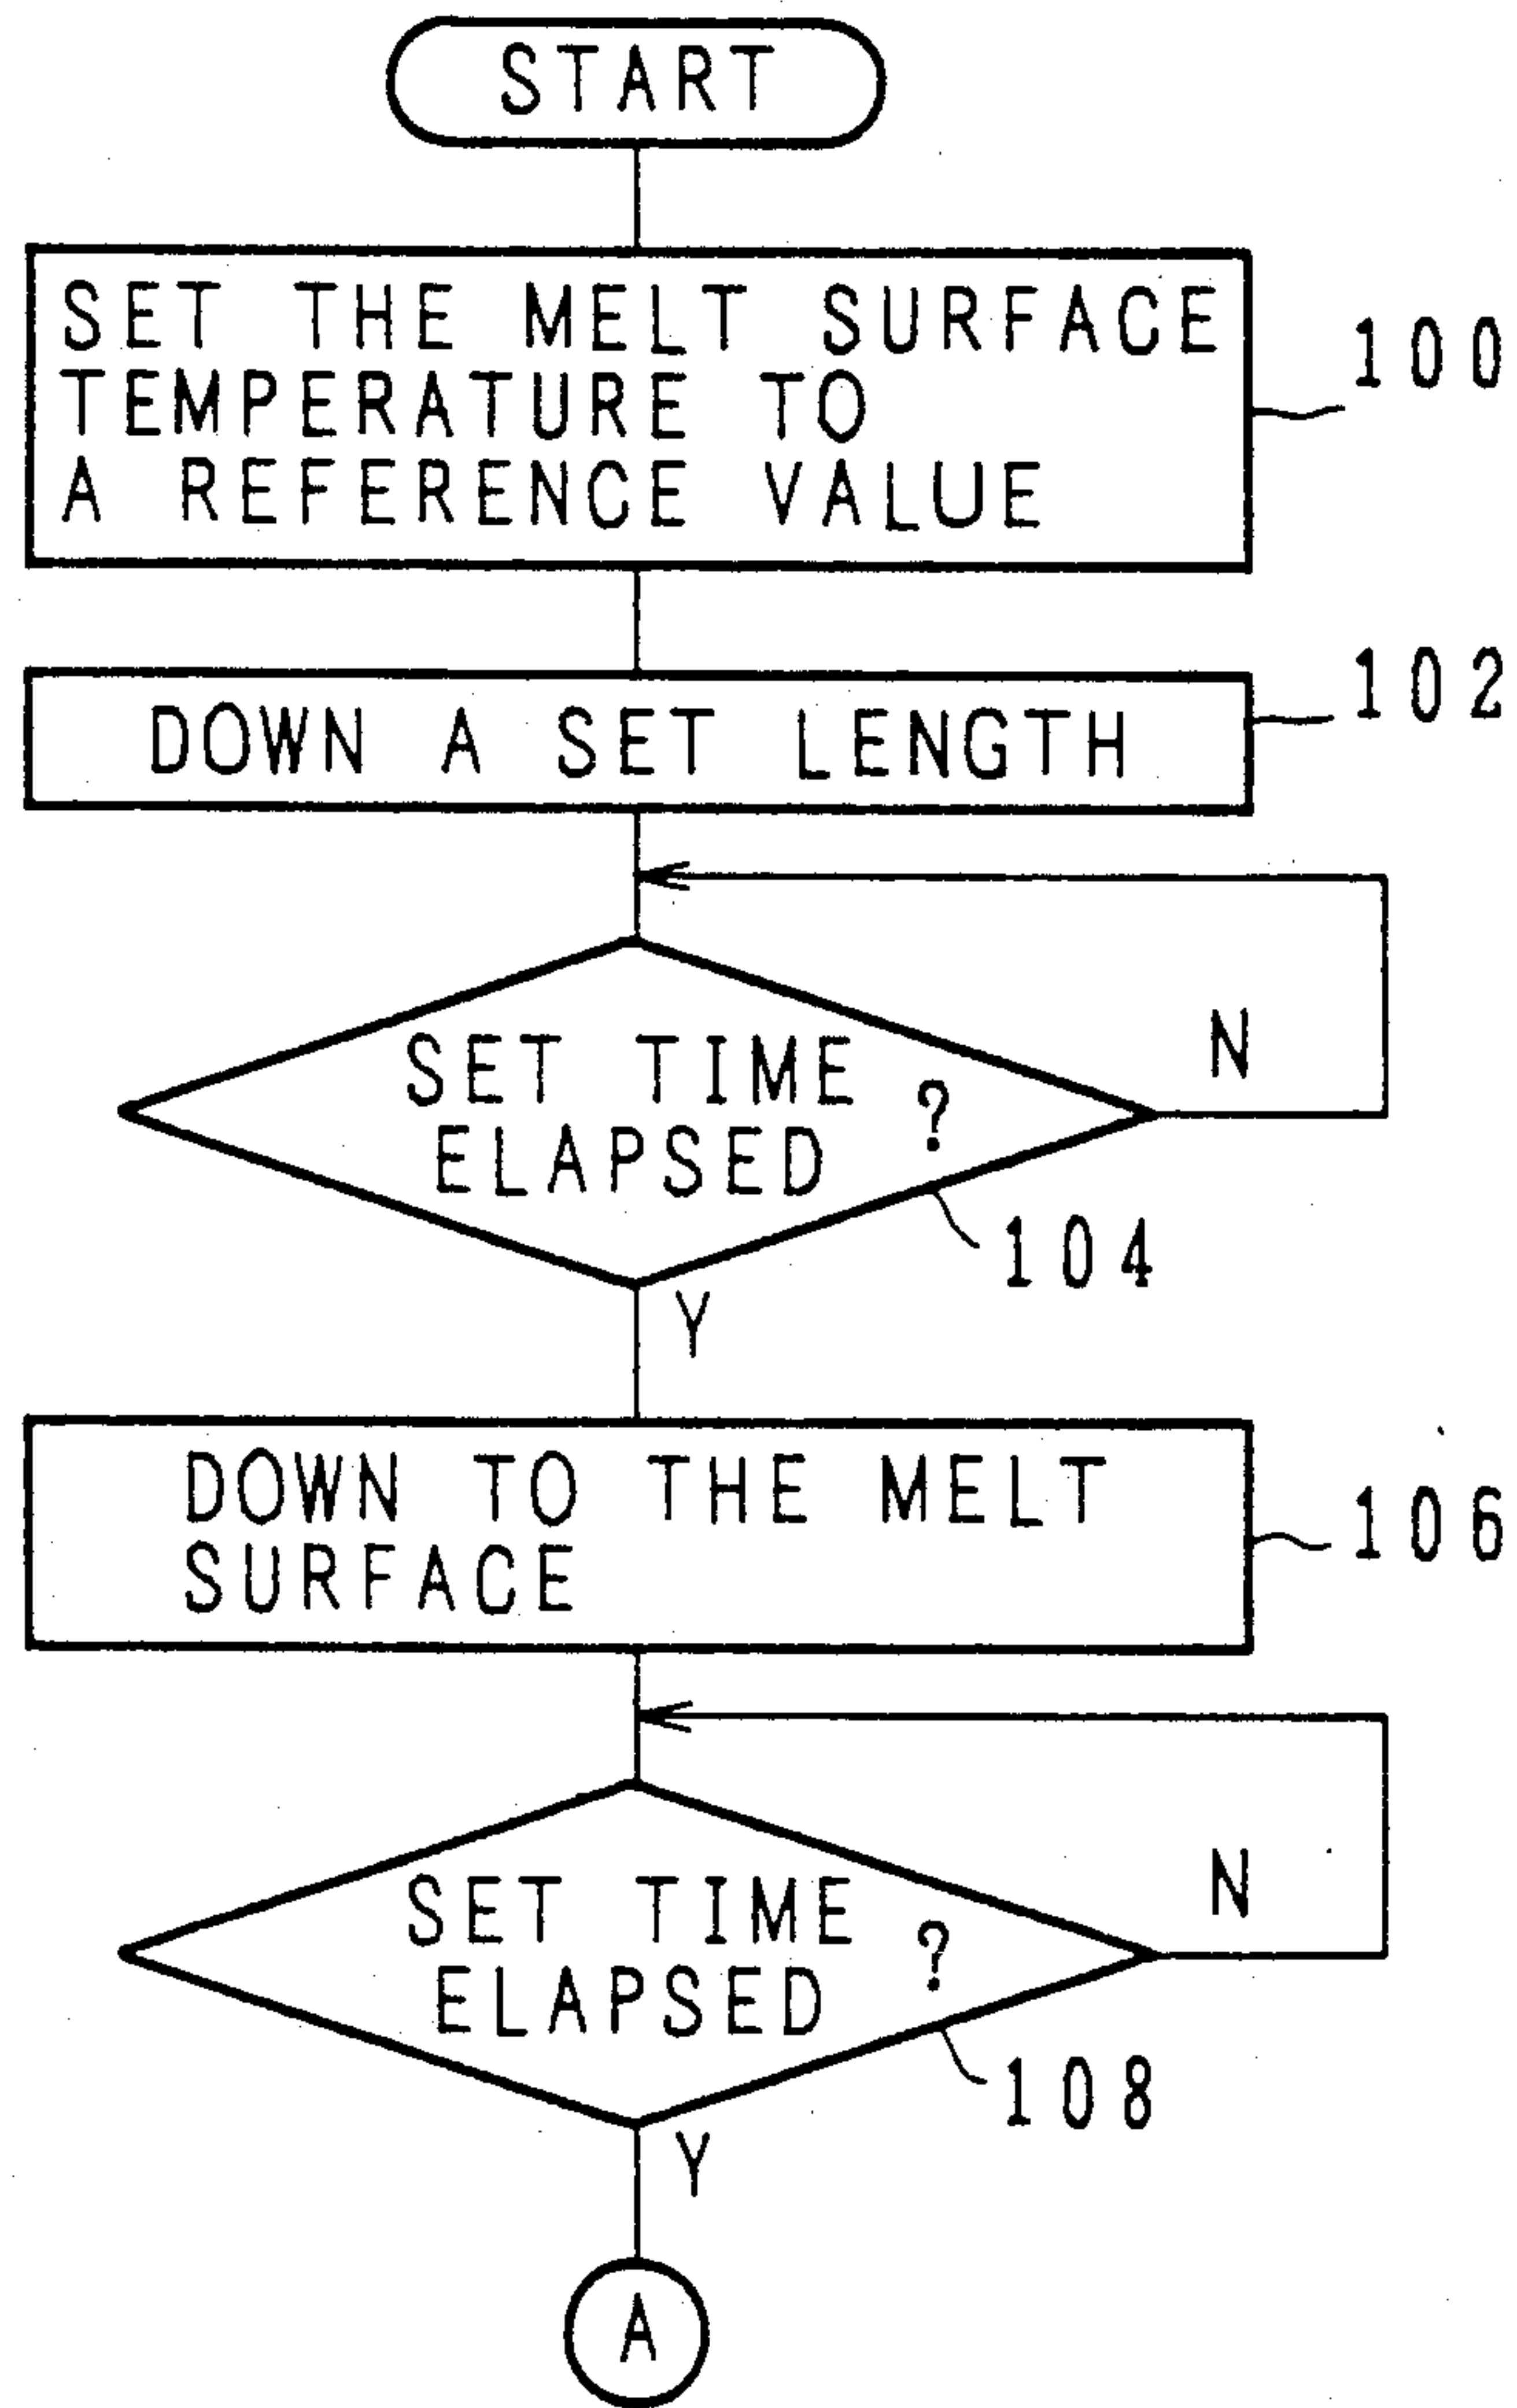 START
SET THE MELT SURFACE
TEMPERATURE TO
A REFERENCE VALUE
100
DOWN A SET LENGTH
102
SET TIME
ELAPSED ?
N
104
Y
DOWN TO THE MELT
SURFACE
106
SET TIME
ELAPSED ?
N
108
Y
A